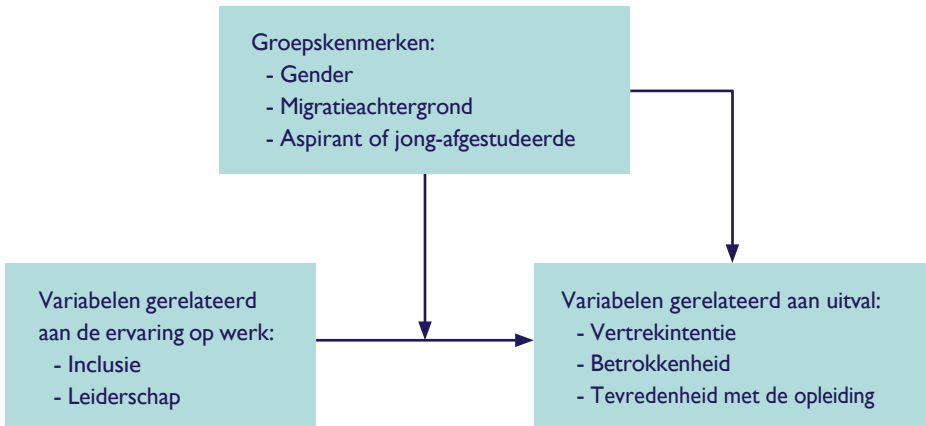 Groepskenmerken:
- Gender
- Migratieachtergrond
- Aspirant of jong-afgestudeerde
Variabelen gerelateerd
aan de ervaring op werk:
- Inclusie
- Leiderschap
Variabelen gerelateerd aan uitval:
- Vertrekintentie
- Betrokkenheid
- Tevredenheid met de opleiding